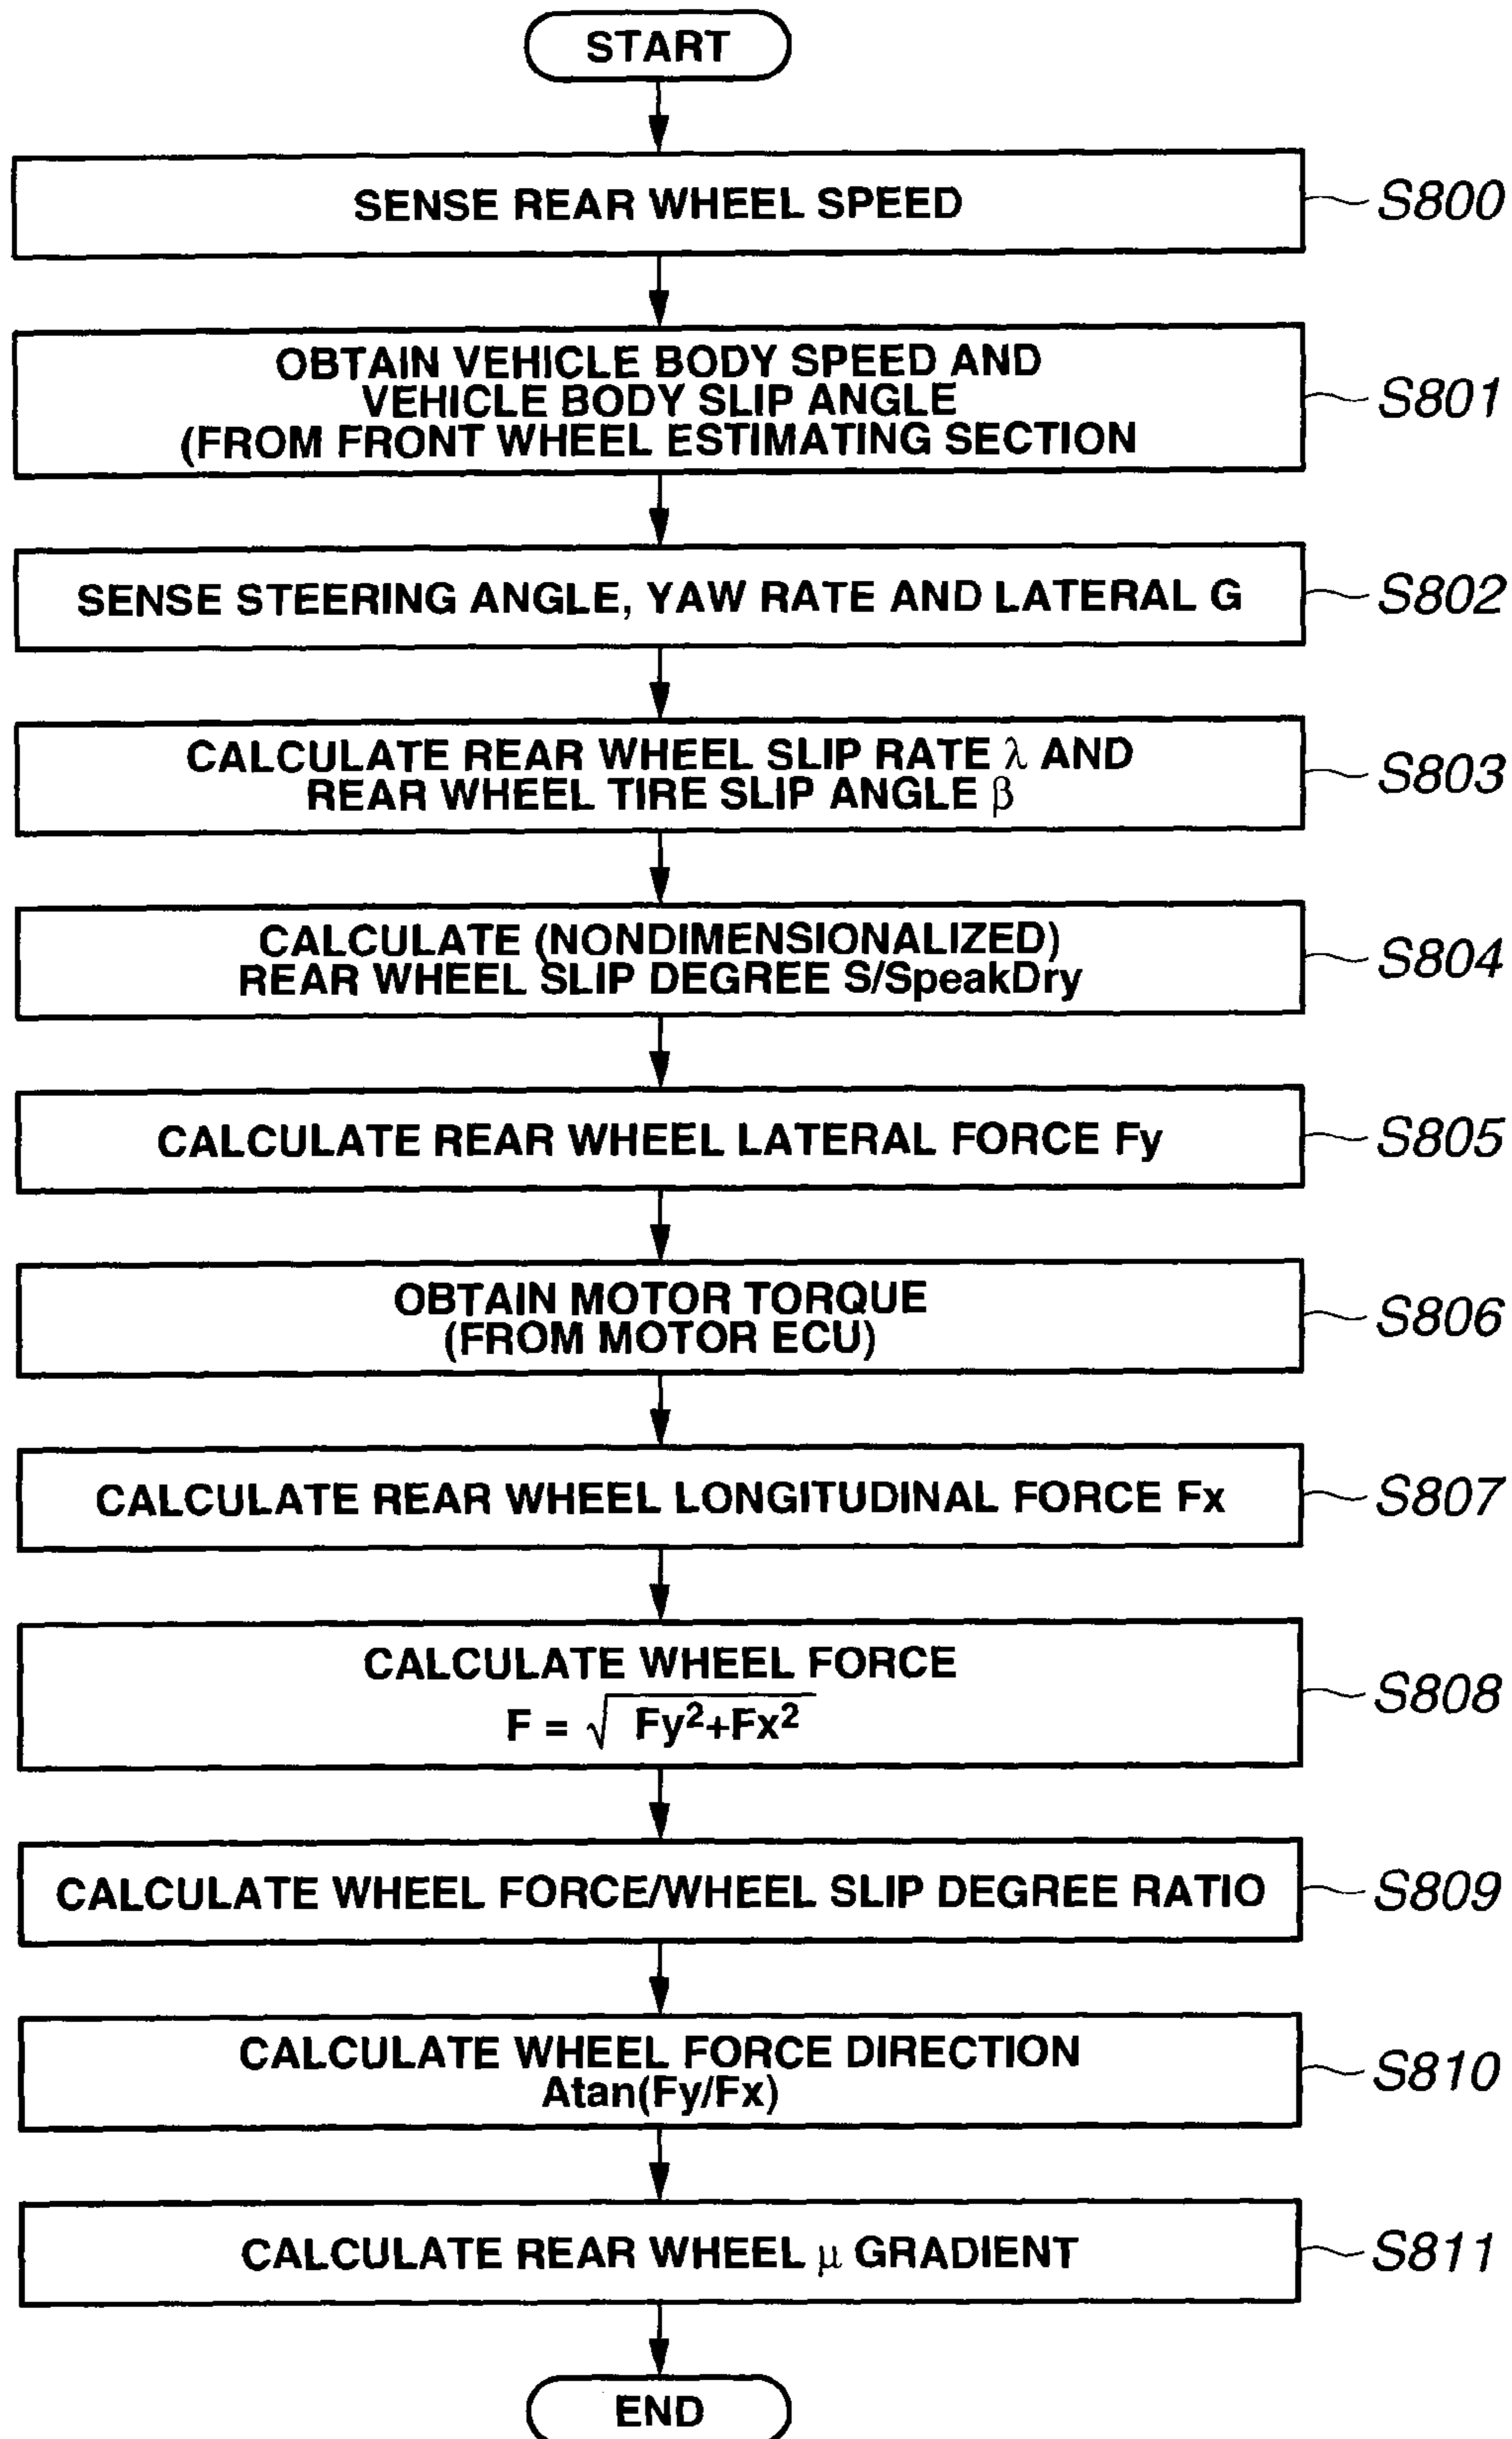 START
SENSE REAR WHEEL SPEED
S800
OBTAIN VEHICLE BODY SPEED AND
VEHICLE BODY SLIP ANGLE
(FROM FRONT WHEEL ESTIMATING SECTION
S801
SENSE STEERING ANGLE, YAW RATE AND LATERAL G
S802
CALCULATE REAR WHEEL SLIP RATE λ AND
REAR WHEEL TIRE SLIP ANGLE β
S803
CALCULATE (NONDIMENSIONALIZED)
REAR WHEEL SLIP DEGREE S/SpeakDry
S804
CALCULATE REAR WHEEL LATERAL FORCE Fy
S805
OBTAIN MOTOR TORQUE
(FROM MOTOR ECU)
S806
CALCULATE REAR WHEEL LONGITUDINAL FORCE Fx
S807
CALCULATE WHEEL FORCE
F = √ Fy²+Fx²
S808
CALCULATE WHEEL FORCE/WHEEL SLIP DEGREE RATIO
S809
CALCULATE WHEEL FORCE DIRECTION
Atan(Fy/Fx)
S810
CALCULATE REAR WHEEL μ GRADIENT
S811
END